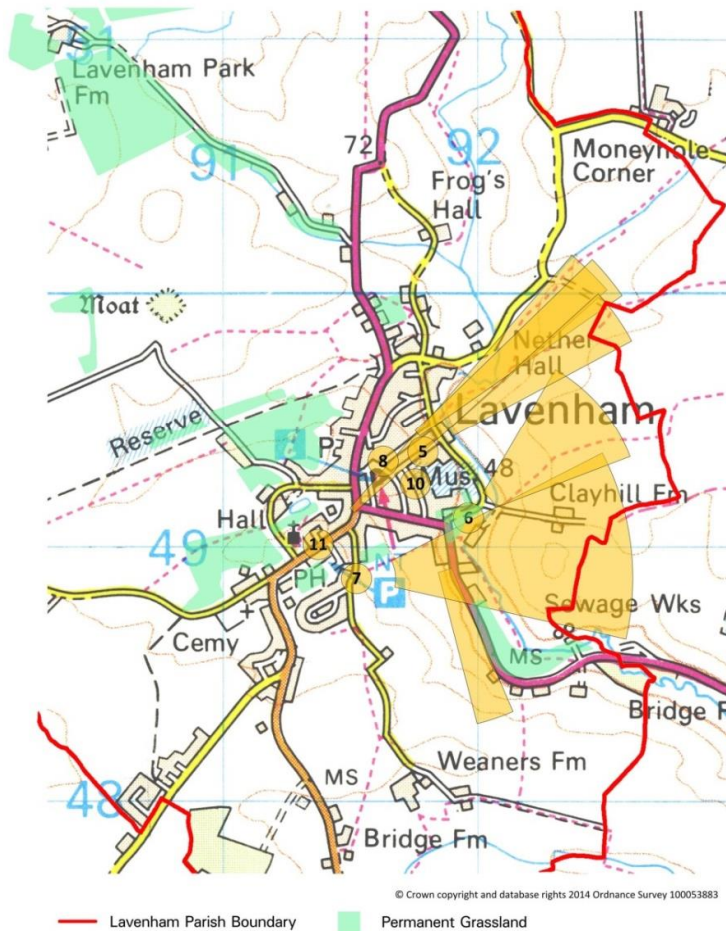 51
Lavenham Park
Fm
91
72
92
Moneyhole
Corner
Frog's
Hall
Moat
Nether
Hall
Lavenham
Reserve
P
8
5
Mus
48
10
Clayhill Fm
6
Hall
49
11
PH
7
P
Sewage Wks
Cemy
MS
Bridge
Weaners Fm
48
MS
Bridge Fm
© Crown copyright and database rights 2014 Ordnance Survey 100053883
Lavenham Parish Boundary
Permanent Grassland